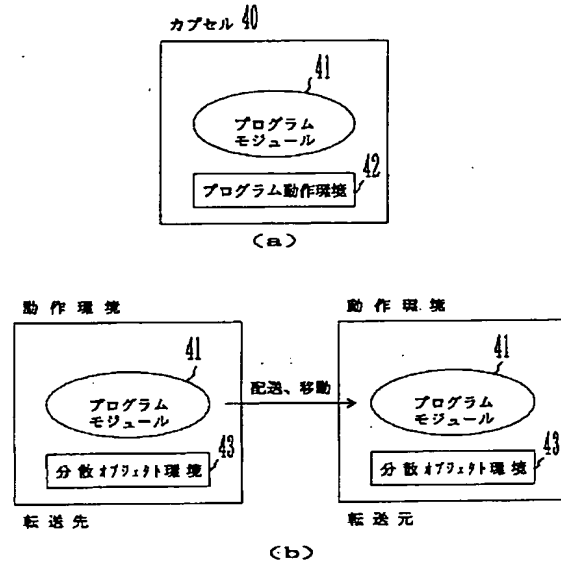 カプセル 40
41
プログラム
モジュール
42
プログラム動作環境
(a)
動作環境
動作環境
41
41
プログラム
モジュール
配送、移動
プログラム
モジュール
43
43
分散オブジェクト環境
分散オブジェクト環境
転送先
転送元
(b)